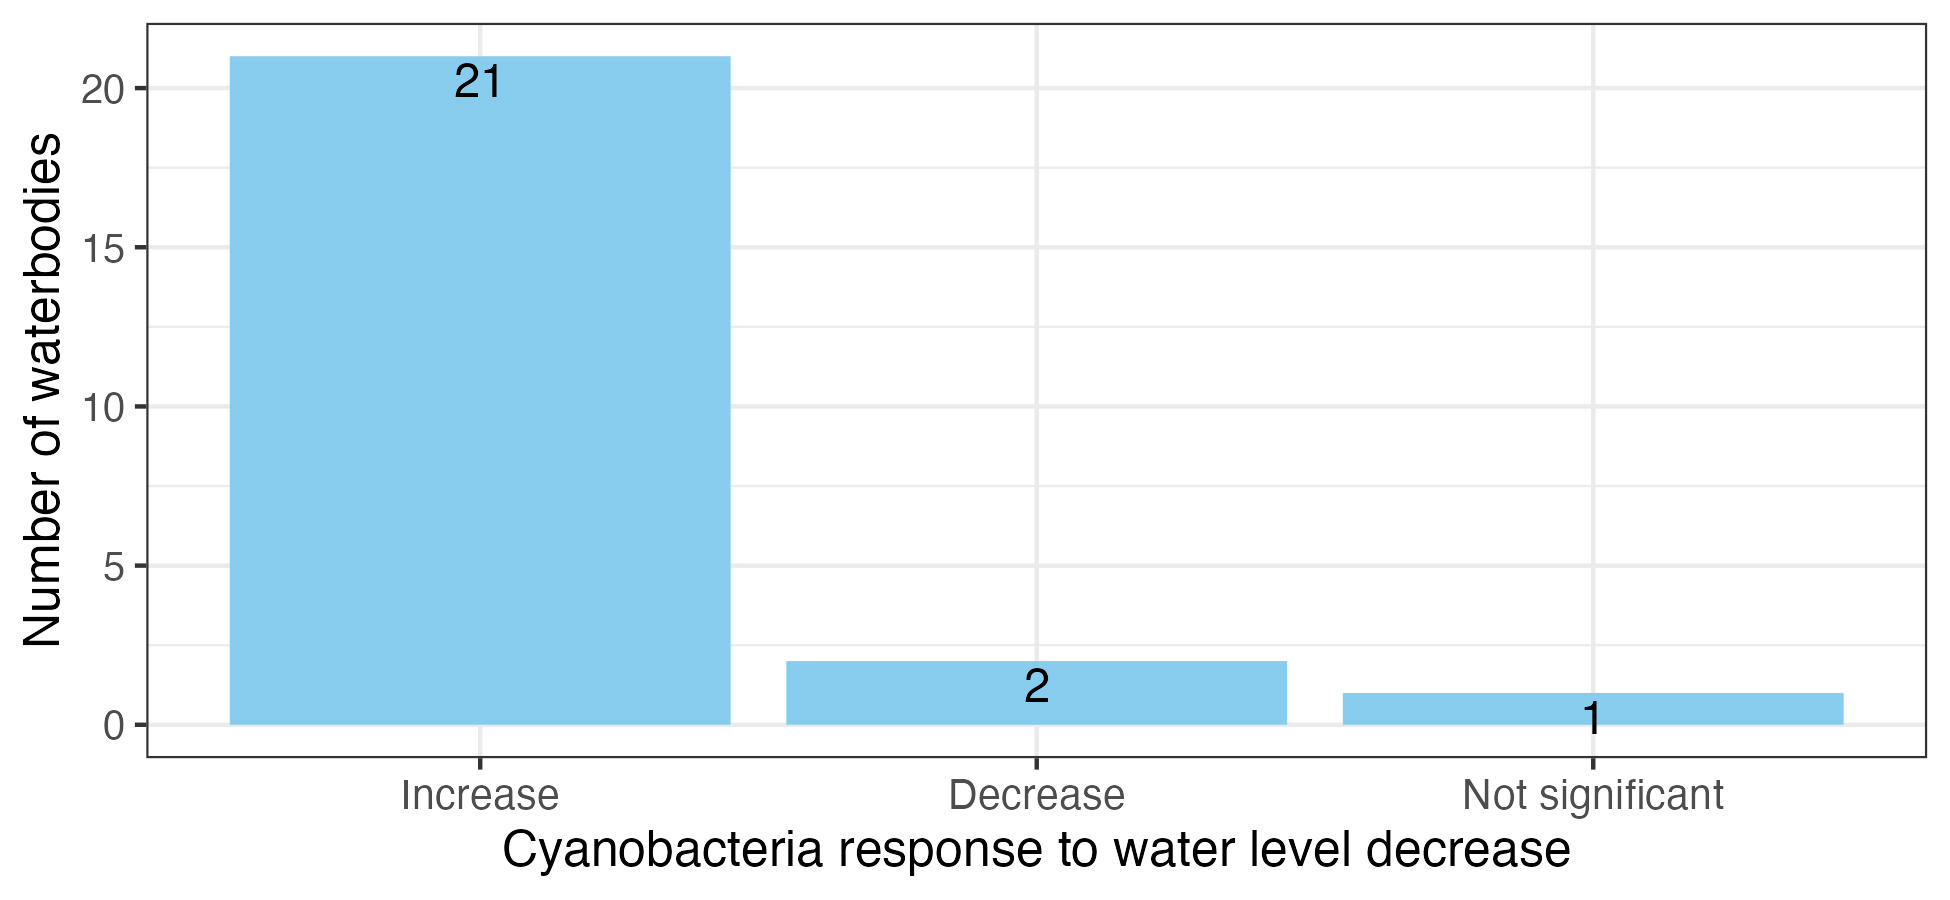 Number of waterbodies
20
15
10
5
0
21
2
1
Increase Decrease Not significant
Cyanobacteria response to water level decrease